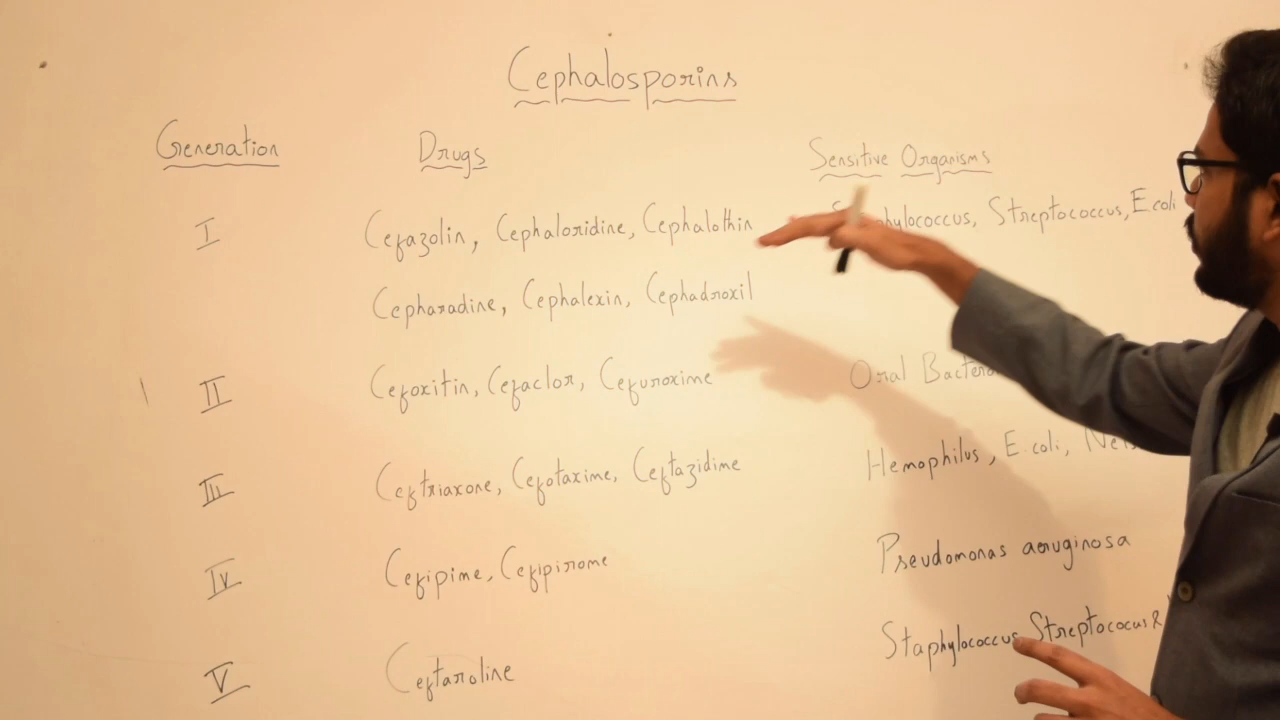 Cephalosporins
Generation Drugs Sensitive Organisms
I Cefazolin, Cephaloridine, Cephalothin Streptococcus, E coli
Cepharadine, Cephalexin, Cephadroxil
II Cefoxitin, Cefaclor, Cefuroxime Oral
III Ceftriaxone, Cefotaxime, Ceftazidime Hemophilus, E coli,
IV Cefipime, Cefipirome Pseudomonas aeruginosa
V Ceftaroline Staphylococcus Streptococcus &